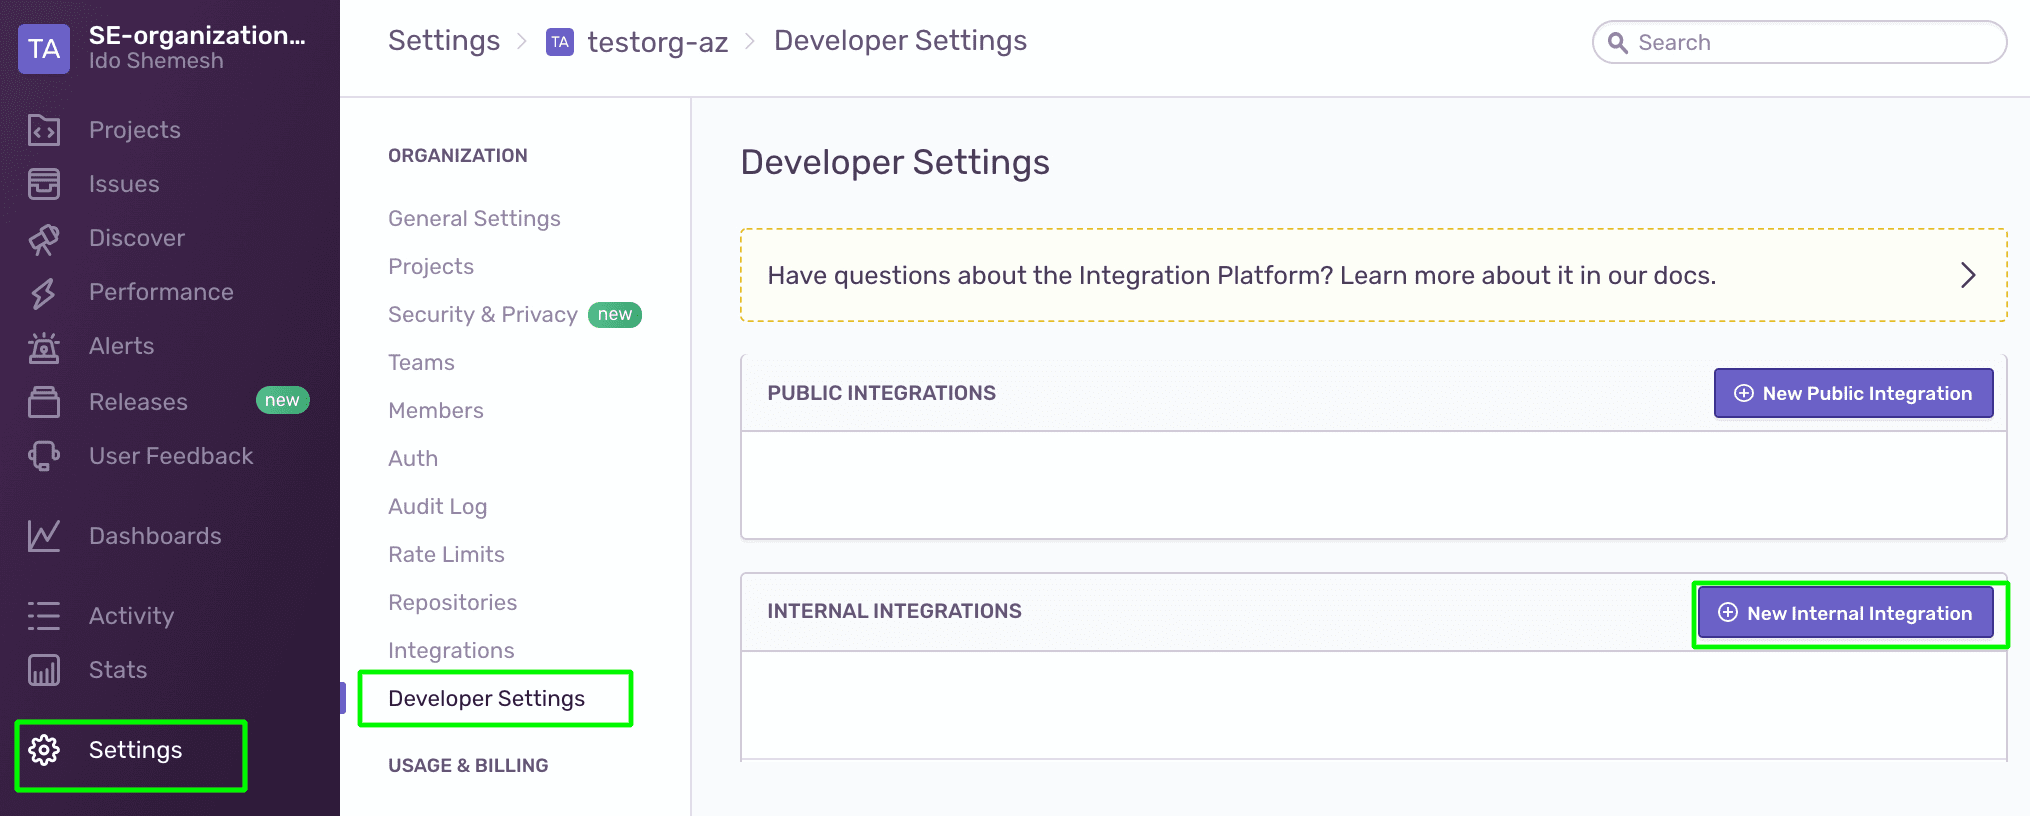 TA
SE-organization...
Ido Shemesh
Projects
Issues
Discover
Performance
Alerts
Releases new
User Feedback
Dashboards
Activity
Stats
Settings
Settings > TA testorg-az > Developer Settings
Search
ORGANIZATION
General Settings
Projects
Security & Privacy new
Teams
Members
Auth
Audit Log
Rate Limits
Repositories
Integrations
Developer Settings
USAGE & BILLING
Developer Settings
Have questions about the Integration Platform? Learn more about it in our docs.
PUBLIC INTEGRATIONS
New Public Integration
INTERNAL INTEGRATIONS
New Internal Integration